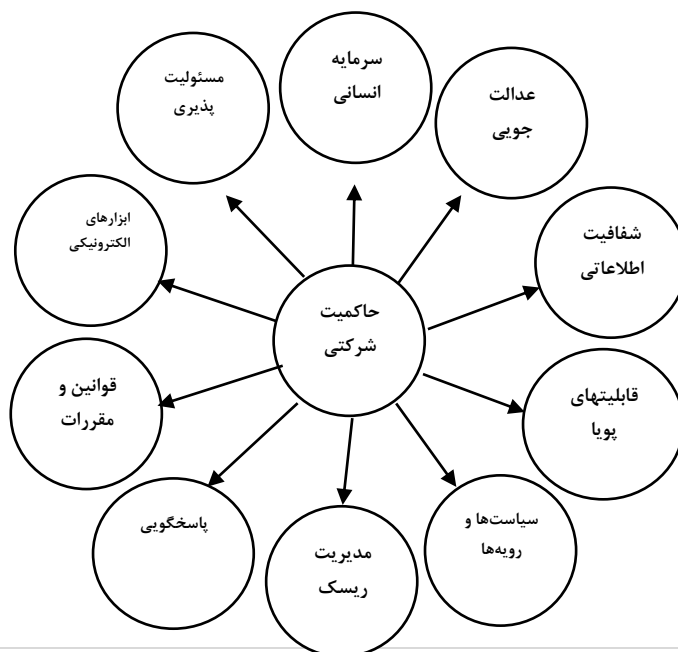 سرمایه
انسانی
عدالت
جویی
شفافیت
اطلاعاتی
قابلیتهای
پویا
سیاست‌ها و
رویه‌ها
مدیریت
ریسک
پاسخگویی
قوانین و
مقررات
ابزارهای
الکترونیکی
مسئولیت
پذیری
حاکمیت
شرکتی